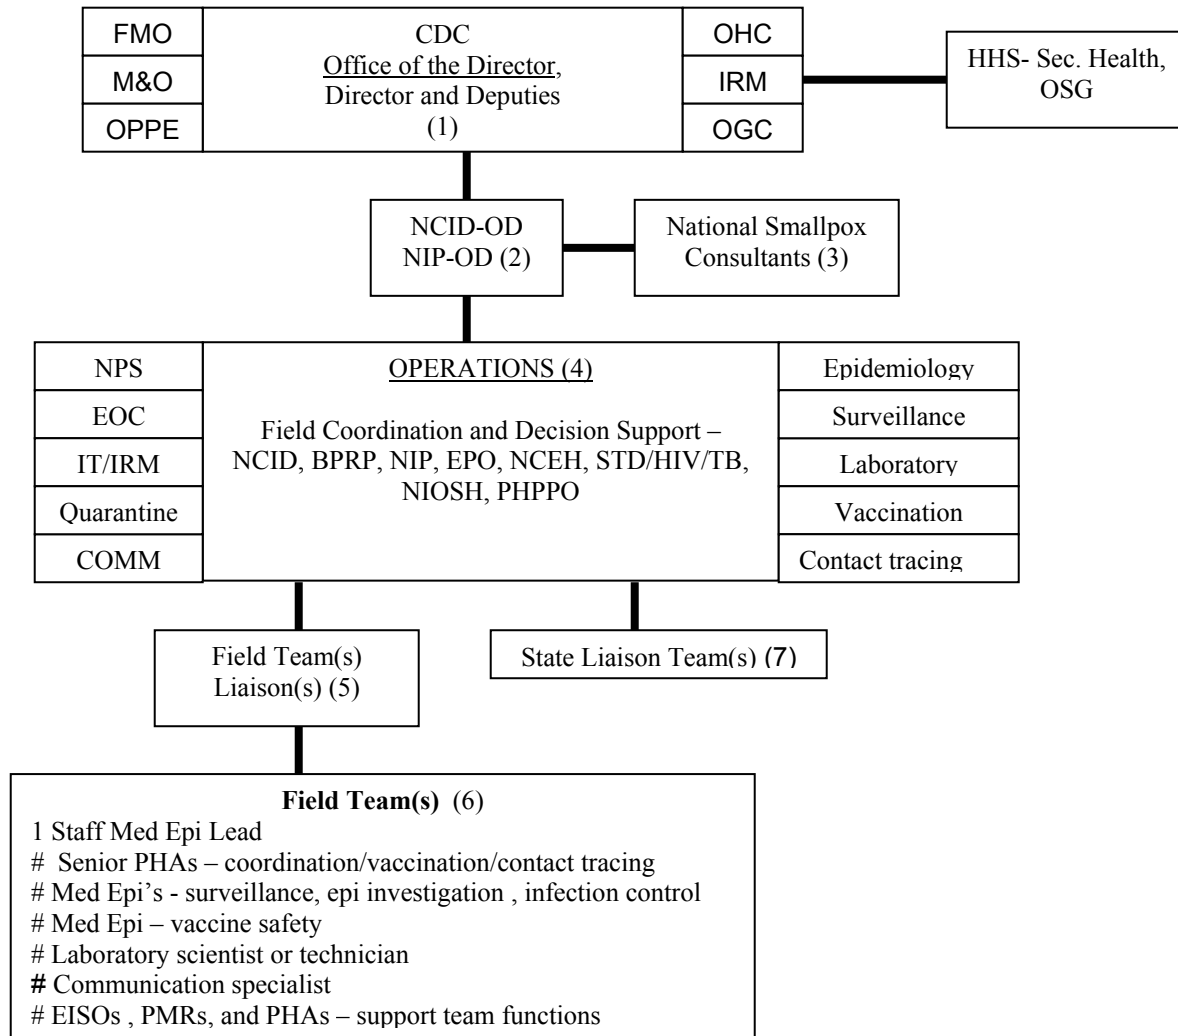 FMO
M&O
OPPE
CDC
Office of the Director,
Director and Deputies
(1)
OHC
IRM
OGC
HHS- Sec. Health,
OSG
NCID-OD
NIP-OD (2)
National Smallpox
Consultants (3)
NPS
EOC
IT/IRM
Quarantine
COMM
OPERATIONS (4)
Field Coordination and Decision Support –
NCID, BPRP, NIP, EPO, NCEH, STD/HIV/TB,
NIOSH, PHPPO
Epidemiology
Surveillance
Laboratory
Vaccination
Contact tracing
Field Team(s)
Liaison(s) (5)
State Liaison Team(s) (7)
Field Team(s) (6)
1 Staff Med Epi Lead
# Senior PHAs – coordination/vaccination/contact tracing
# Med Epi’s - surveillance, epi investigation , infection control
# Med Epi – vaccine safety
# Laboratory scientist or technician
# Communication specialist
# EISOs , PMRs, and PHAs – support team functions